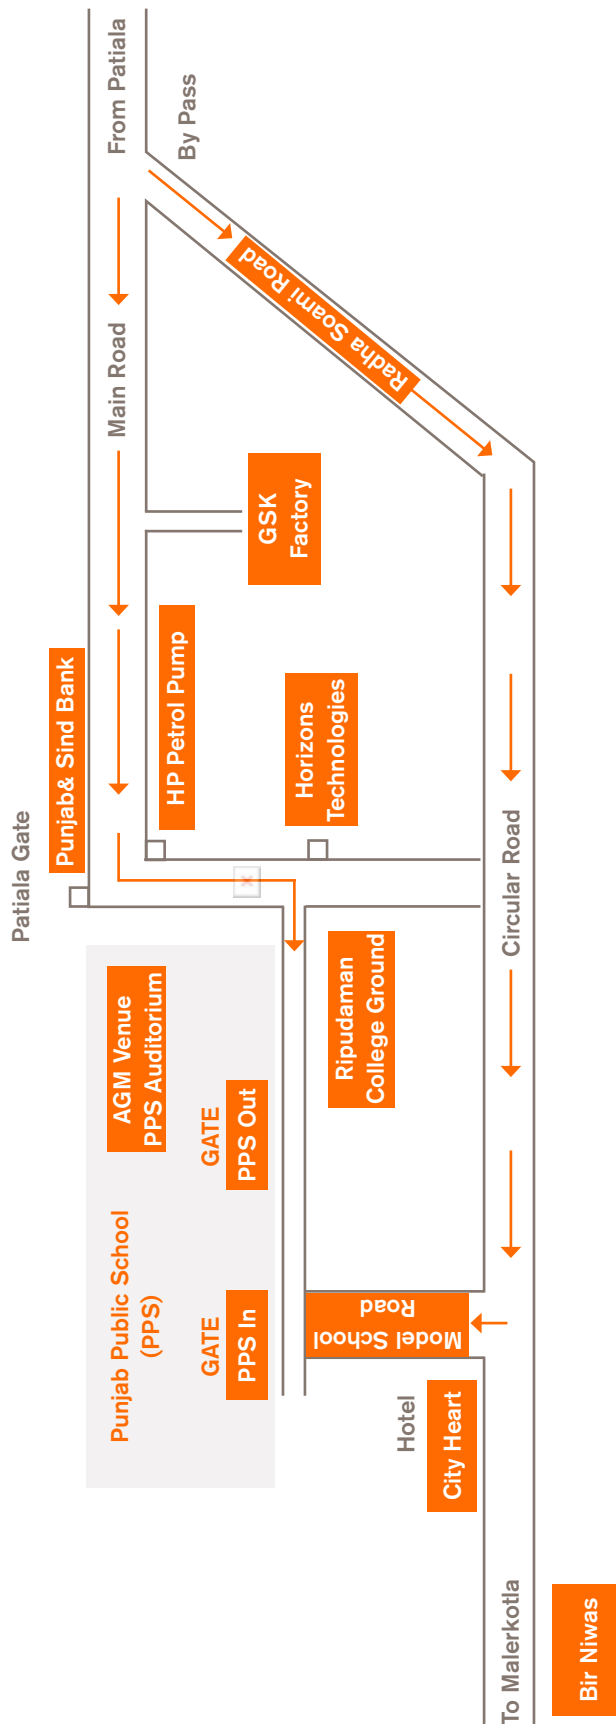 From Patiala
By Pass
Radha Soami Road
Main Road
GSK
Factory
HP Petrol Pump
Punjab& Sind Bank
Horizons
Technologies
Patiala Gate
Circular Road
AGM Venue
PPS Auditorium
Ripudaman
College Ground
GATE
PPS Out
Punjab Public School
(PPS)
GATE
PPS In
Model School
Road
Hotel
City Heart
To Malerkotla
Bir Niwas